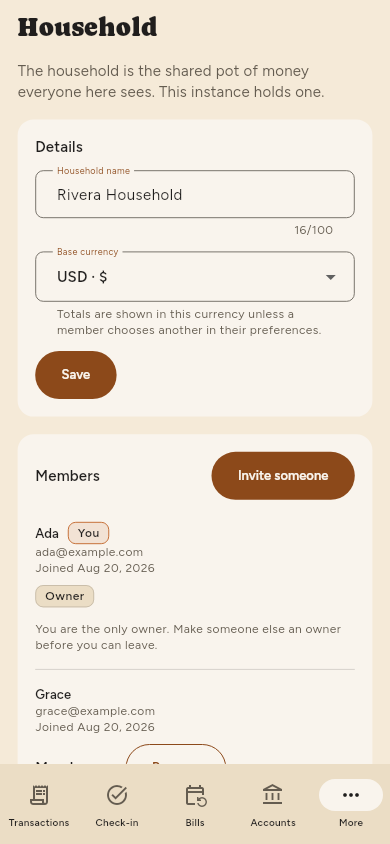 Household
The household is the shared pot of money
everyone here sees. This instance holds one.
Details
Household name
Rivera Household
16/100
Base currency
USD · $
Totals are shown in this currency unless a
member chooses another in their preferences.
Save
Members
Invite someone
Ada You
ada@example.com
Joined Aug 20, 2026
Owner
You are the only owner. Make someone else an owner
before you can leave.
Grace
grace@example.com
Joined Aug 20, 2026
Transactions
Check-in
Bills
Accounts
More